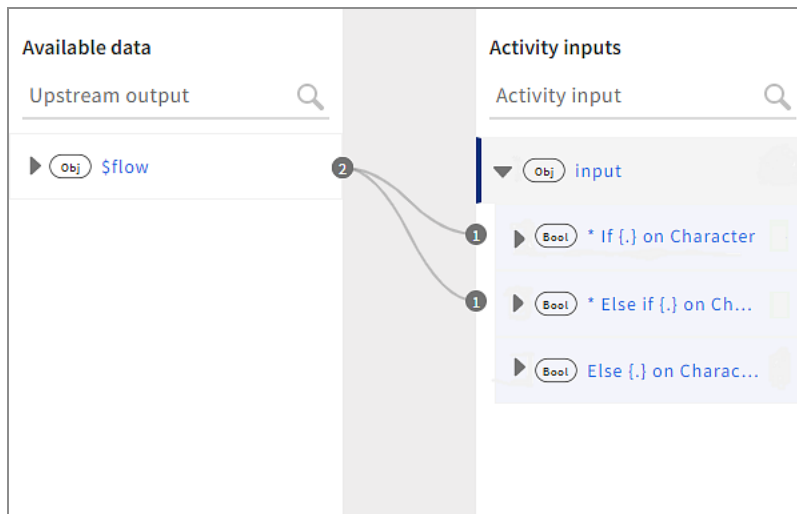 Available data
Activity inputs
Upstream output
Activity input
Obj $flow
2
Obj input
1
Bool * If {.} on Character
1
Bool * Else if {.} on Ch...
Bool Else {.} on Charac...